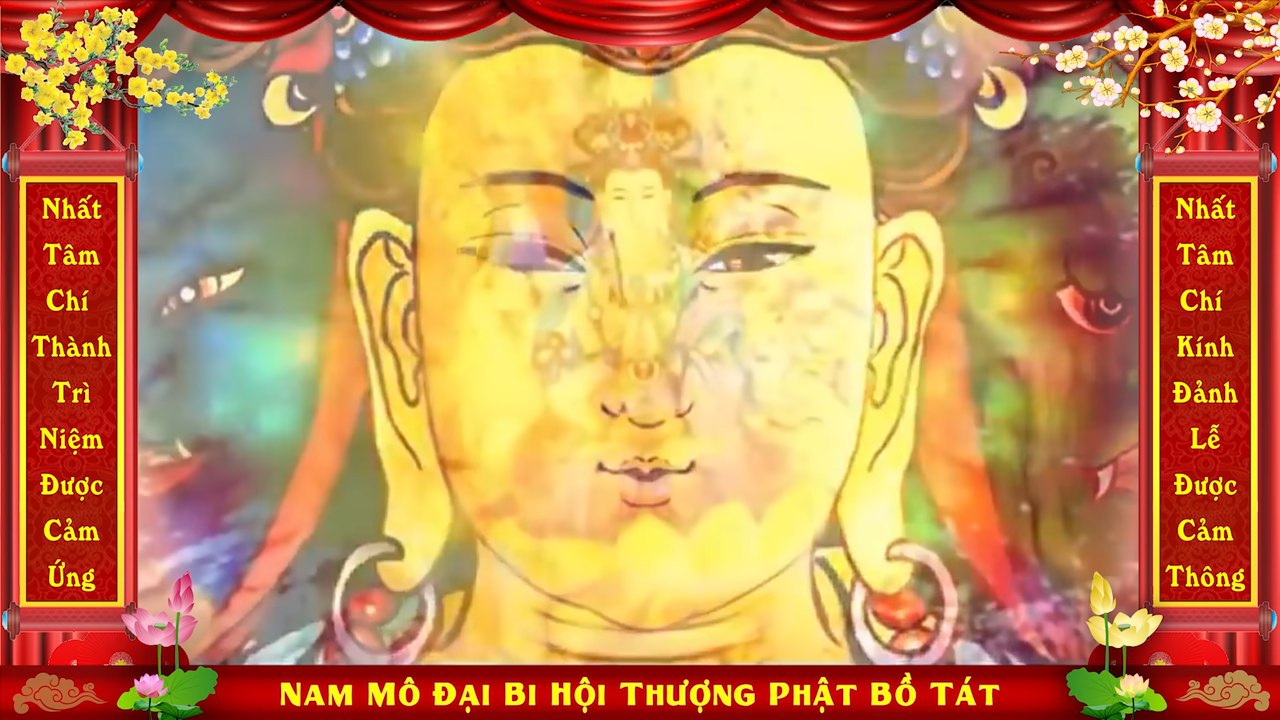 Nhất
Tâm
Chí
Thành
Trì
Niệm
Được
Cảm
Ứng
Nhất
Tâm
Chí
Kính
Đảnh
Lễ
Được
Cảm
Thông
Nam Mô Đại Bi Hội Thượng Phật Bồ Tát